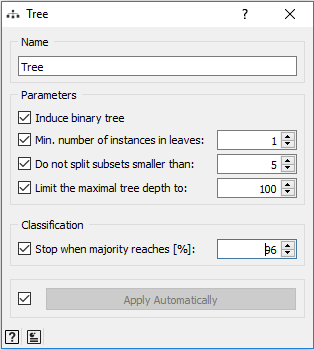 Tree
?
Name
Tree
Parameters
Induce binary tree
Min. number of instances in leaves: 1
Do not split subsets smaller than: 5
Limit the maximal tree depth to: 100
Classification
Stop when majority reaches [%]: 96
Apply Automatically
?